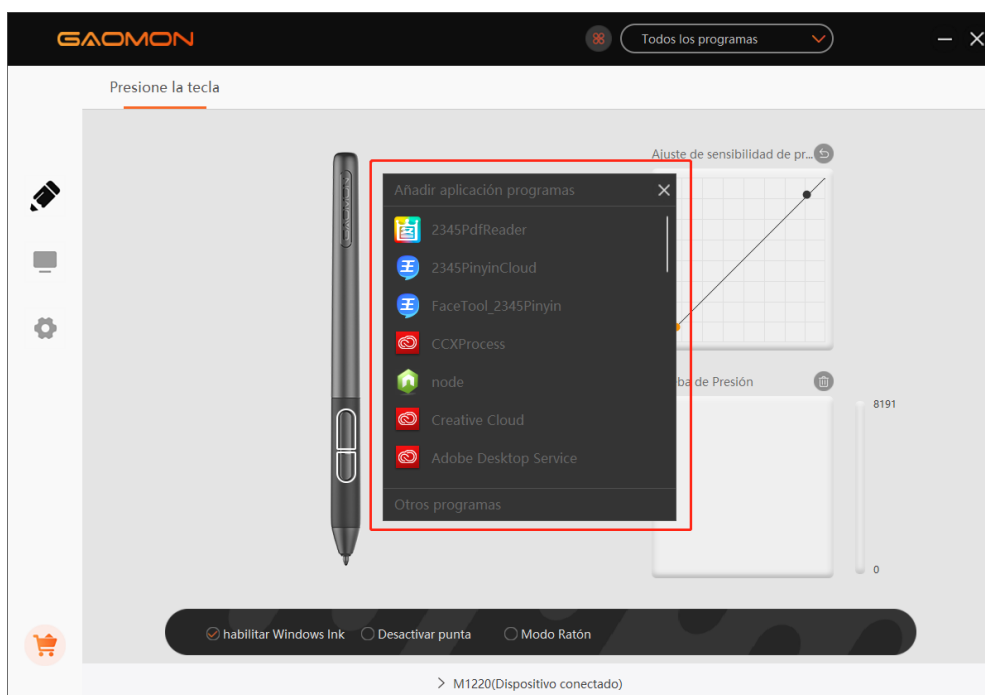 GAOMON
Todos los programas
Presione la tecla
Ajuste de sensibilidad de pr...
GAOMON
Añadir aplicación programas
2345PdfReader
2345PinyinCloud
FaceTool_2345Pinyin
CCXProcess
node
Creative Cloud
Adobe Desktop Service
Otros programas
ba de Presión
8191
0
habilitar Windows Ink
Desactivar punta
Modo Ratón
M1220(Dispositivo conectado)